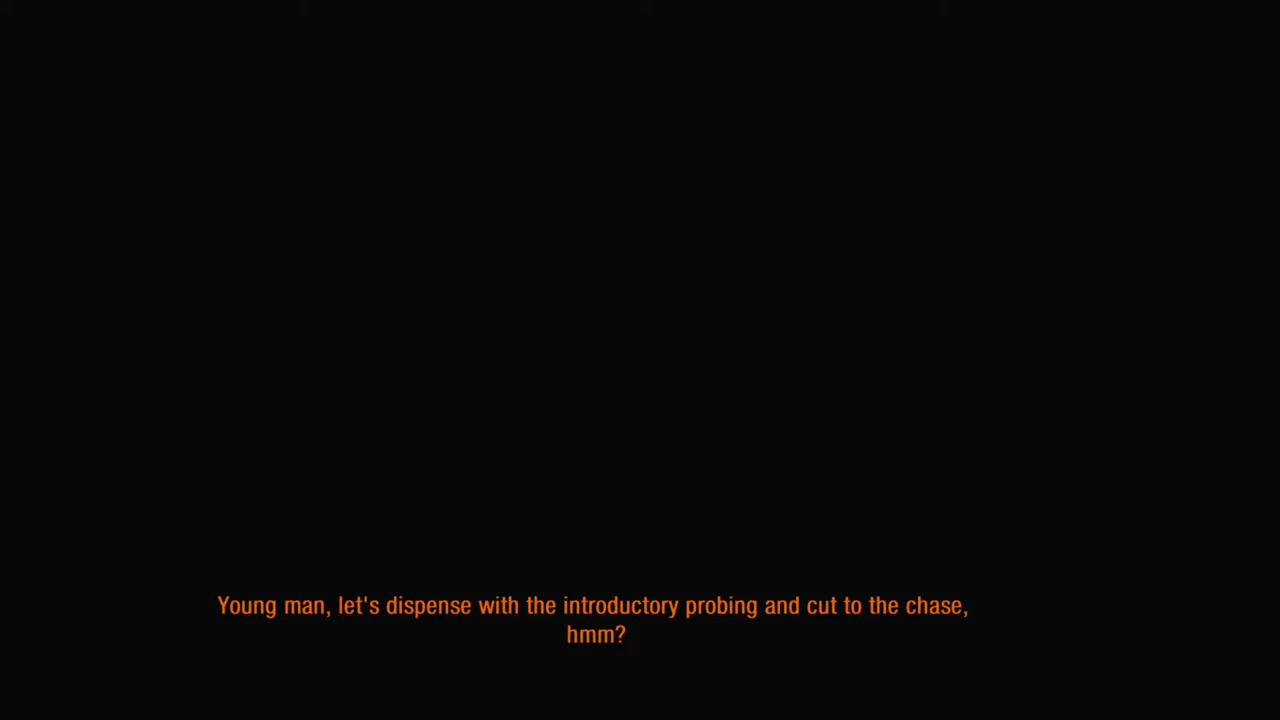 Young man, let's dispense with the introductory probing and cut to the chase,
hmm?